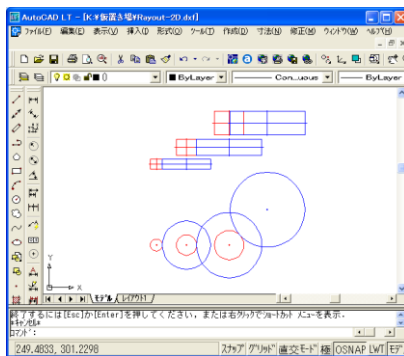 AutoCAD LT - [K:¥仮置き場¥Rayout-2D.dxf]
ファイル(F) 編集(E) 表示(V) 挿入(I) 形式(O) ツール(T) 作成(D) 寸法(N) 修正(M) ウィンドウ(W) ヘルプ(H)
0 ByLayer Con...uous ByLayer
Y
X
モデル レイアウト1
終了するには[Esc]か[Enter]を押してください, または右クリックでショートカット メニューを表示.
*キャンセル*
コマンド:
249.4833, 301.2298 スナップ グリッド 直交モード 極 OSNAP LWT モデ